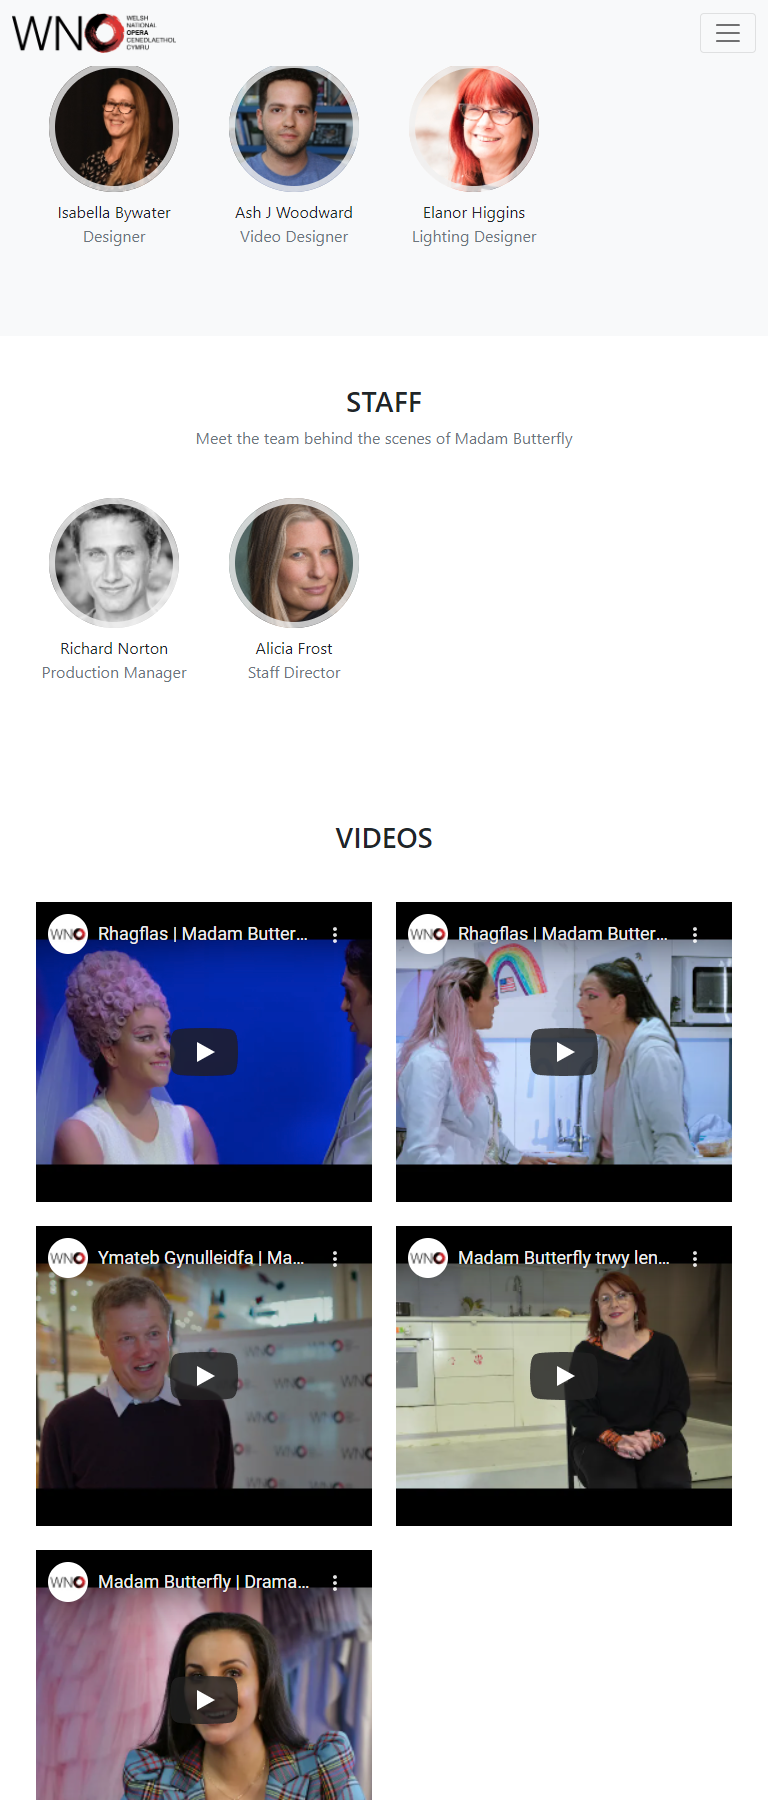 WNO
WELSH
NATIONAL
OPERA
CENEDLAETHOL
CYMRU
Isabella Bywater
Designer
Ash J Woodward
Video Designer
Elanor Higgins
Lighting Designer
STAFF
Meet the team behind the scenes of Madam Butterfly
Richard Norton
Production Manager
Alicia Frost
Staff Director
VIDEOS
WNO
Rhagflas | Madam Butter...
WNO
Rhagflas | Madam Butter...
WNO
Ymateb Gynulleidfa | Ma...
WNO
Madam Butterfly trwy len...
WNO
Madam Butterfly | Drama...